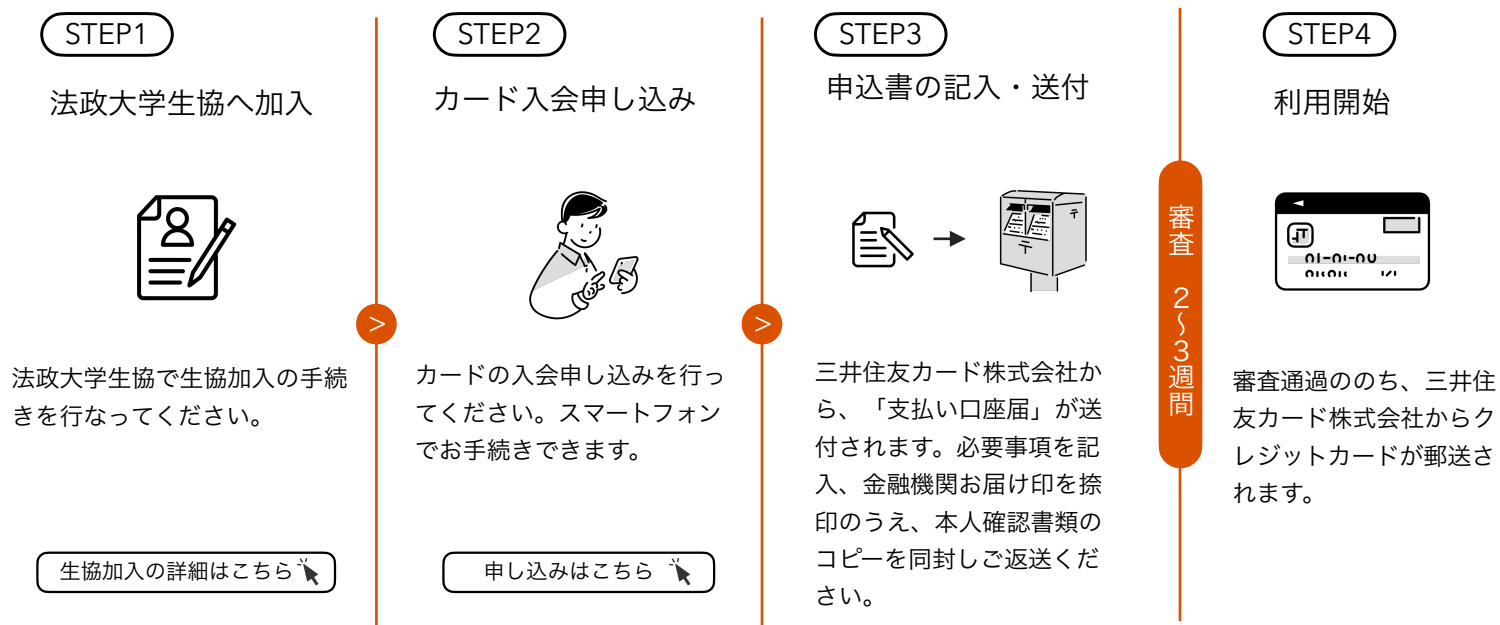 STEP1
法政大学生協へ加入
法政大学生協で生協加入の手続
きを行なってください。
生協加入の詳細はこちら
>
STEP2
カード入会申し込み
カードの入会申し込みを行っ
てください。スマートフォン
でお手続きできます。
申し込みはこちら
>
STEP3
申込書の記入・送付
〒
〒
三井住友カード株式会社か
ら、「支払い口座届」が送
付されます。必要事項を記
入、金融機関お届け印を捺
印のうえ、本人確認書類の
コピーを同封しご返送くだ
さい。
審査 2〜3週間
STEP4
利用開始
審査通過ののち、三井住
友カード株式会社からク
レジットカードが郵送さ
れます。